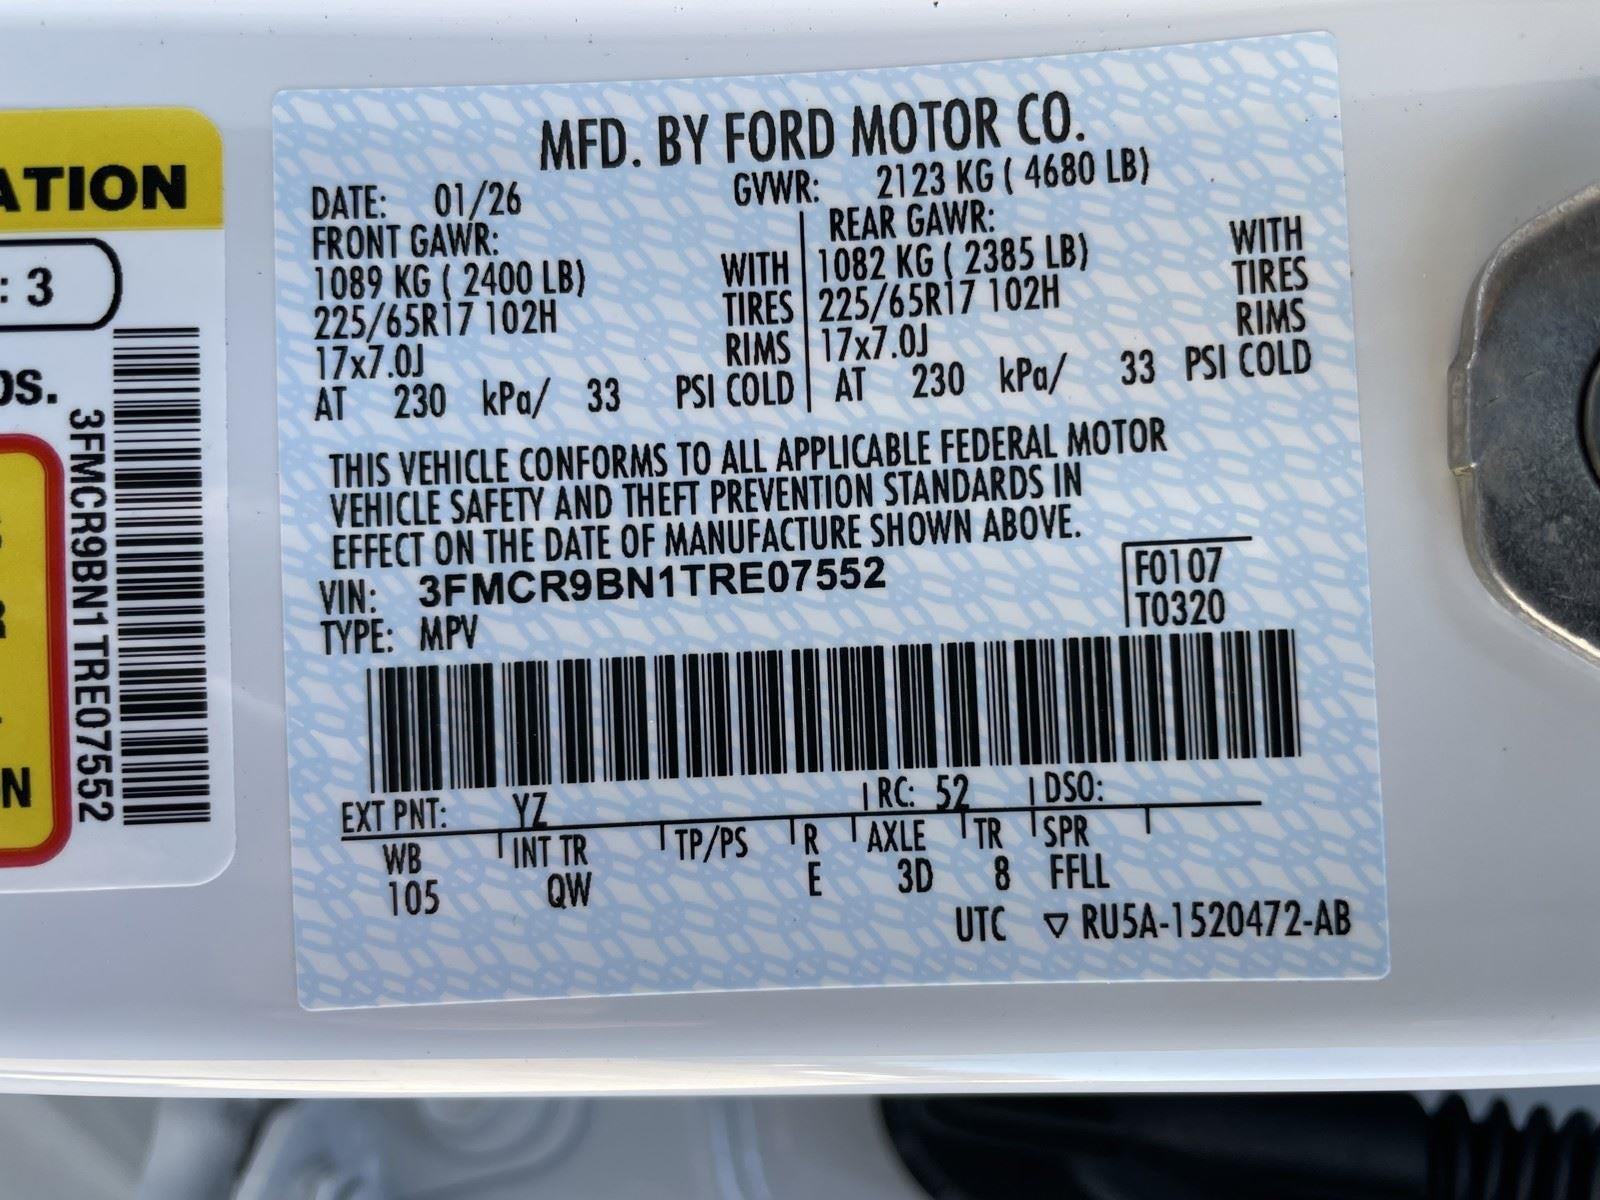 ATION
: 3
DS.
R
N
3FMCR9BN1TRE07552
MFD. BY FORD MOTOR CO.
DATE: 01/26 GVWR: 2123 KG ( 4680 LB)
FRONT GAWR: REAR GAWR:
1089 KG ( 2400 LB) WITH 1082 KG ( 2385 LB) WITH
225/65R17 102H TIRES 225/65R17 102H TIRES
17x7.0J RIMS 17x7.0J RIMS
AT 230 kPa/ 33 PSI COLD AT 230 kPa/ 33 PSI COLD
THIS VEHICLE CONFORMS TO ALL APPLICABLE FEDERAL MOTOR
VEHICLE SAFETY AND THEFT PREVENTION STANDARDS IN
EFFECT ON THE DATE OF MANUFACTURE SHOWN ABOVE.
VIN: 3FMCR9BN1TRE07552 F0107
TYPE: MPV T0320
EXT PNT: YZ RC: 52 DSO:
WB INT TR TP/PS R AXLE TR SPR
105 QW E 3D 8 FFLL
UTC ▽ RU5A-1520472-AB